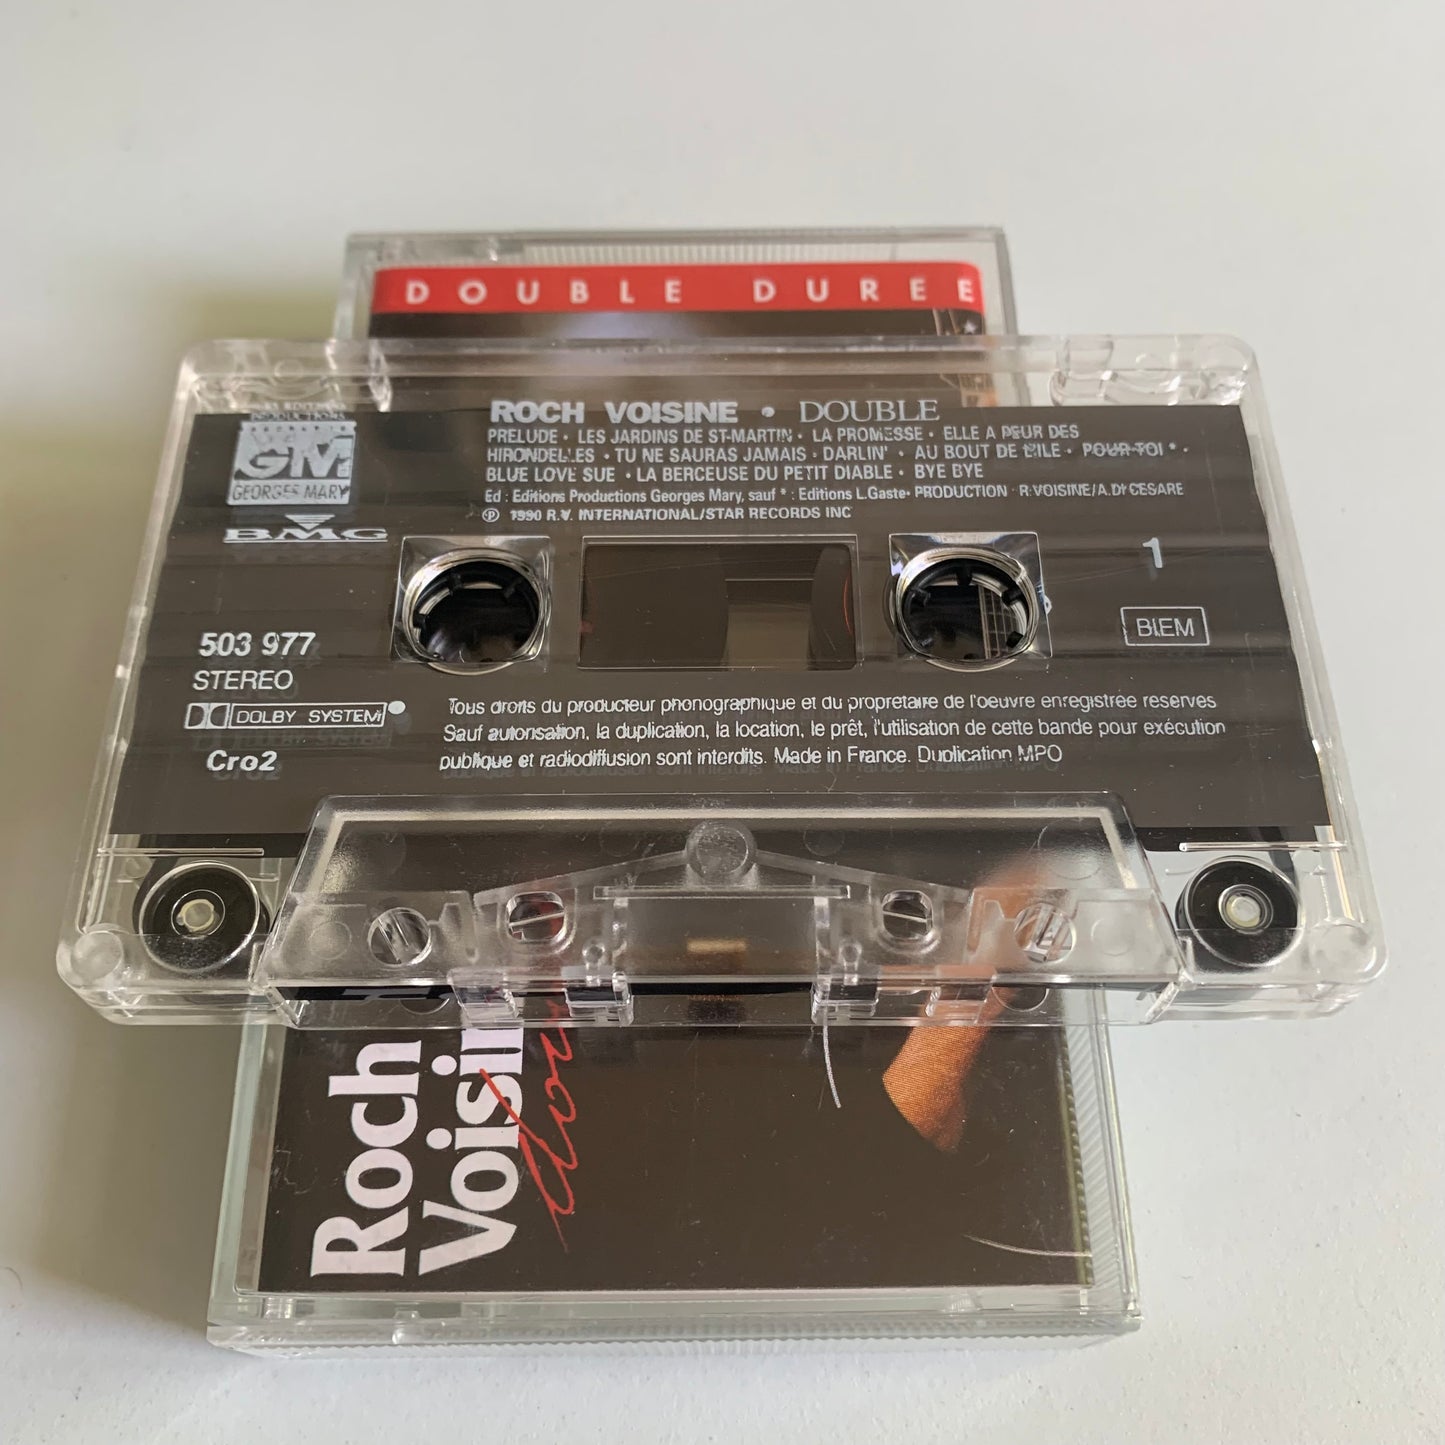 DOUBLE DUREE
PRODUCTIONS
GM
GEORGES MARY
BMG
ROCH VOISINE • DOUBLE
PRELUDE • LES JARDINS DE ST-MARTIN • LA PROMESSE • ELLE A PEUR DES
HIRONDELLES • TU NE SAURAS JAMAIS • DARLIN' • AU BOUT DE L'ILE • POUR TOI * •
BLUE LOVE SUE • LA BERCEUSE DU PETIT DIABLE • BYE BYE
Ed : Editions Productions Georges Mary, sauf * : Editions L.Gaste • PRODUCTION R.VOISINE/A.DI CESARE
℗ 1990 R.V. INTERNATIONAL/STAR RECORDS INC
1
BIEM
503 977
STEREO
DOLBY SYSTEM
Cro2
Tous droits du producteur phonographique et du propretaire de l'oeuvre enregistree reserves
Sauf autorisation, la duplication, la location, le prêt, l'utilisation de cette bande pour exécution
publique et radiodiffusion sont interdits. Made in France. Duplication MPO
Roch
Voisin
dou